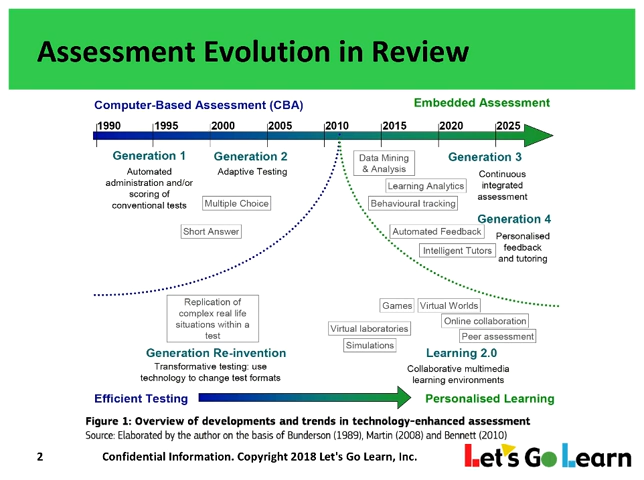 Assessment Evolution in Review
Computer-Based Assessment (CBA)
Embedded Assessment
1990 1995 2000 2005 2010 2015 2020 2025
Generation 1
Automated
administration and/or
scoring of
conventional tests
Generation 2
Adaptive Testing
Multiple Choice
Short Answer
Data Mining
& Analysis
Learning Analytics
Behavioural tracking
Generation 3
Continuous
integrated
assessment
Generation 4
Personalised
feedback
and tutoring
Automated Feedback
Intelligent Tutors
Replication of
complex real life
situations within a
test
Generation Re-invention
Transformative testing: use
technology to change test formats
Games
Virtual Worlds
Online collaboration
Virtual laboratories
Peer assessment
Simulations
Learning 2.0
Collaborative multimedia
learning environments
Efficient Testing
Personalised Learning
Figure 1: Overview of developments and trends in technology-enhanced assessment
Source: Elaborated by the author on the basis of Bunderson (1989), Martin (2008) and Bennett (2010)
2
Confidential Information. Copyright 2018 Let's Go Learn, Inc.
Let's Go Learn